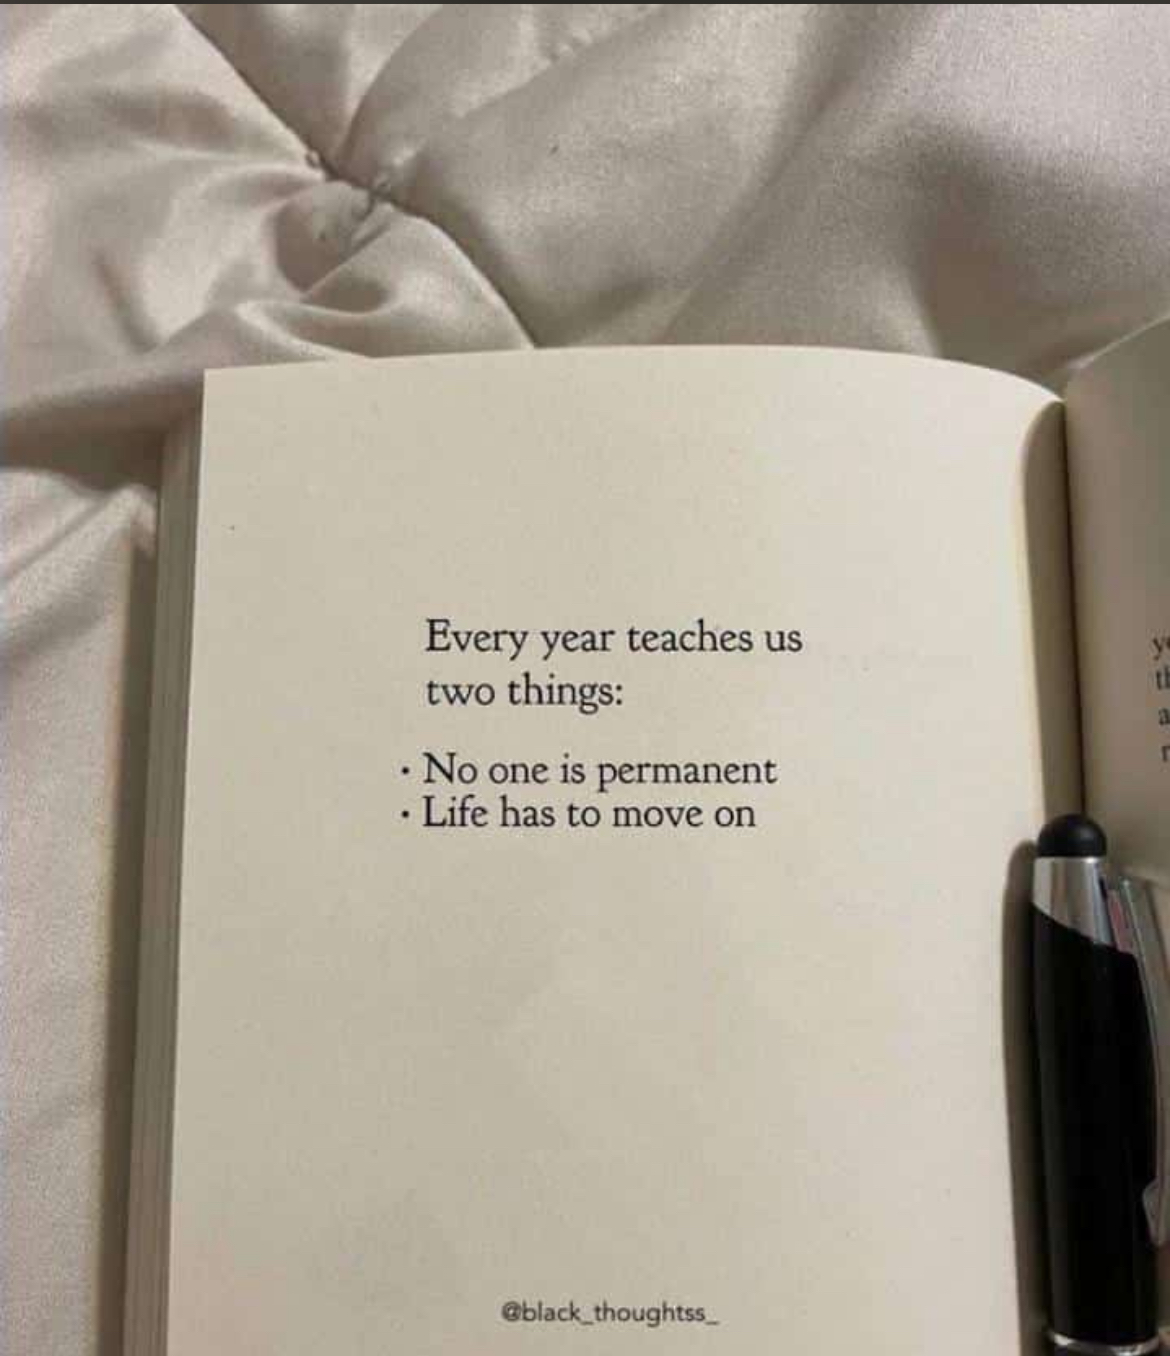 Every year teaches us
two things:
· No one is permanent
· Life has to move on
@black_thoughtss_